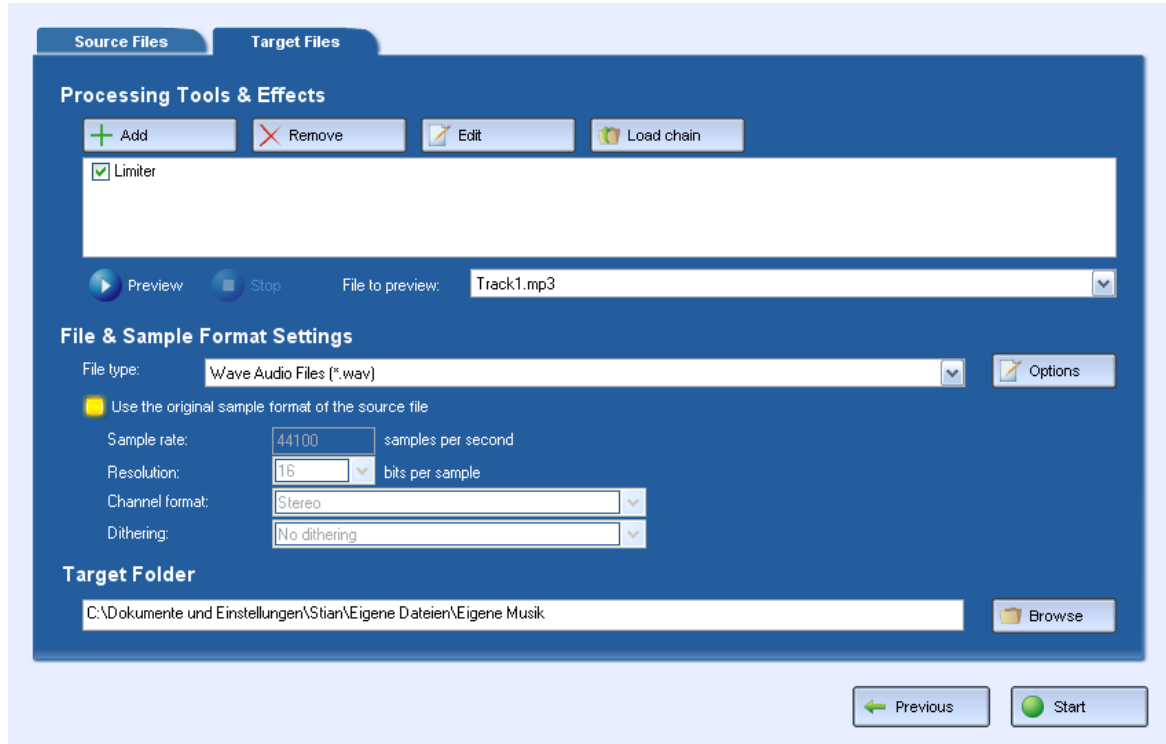 Source Files Target Files
Processing Tools & Effects
Add Remove Edit Load chain
Limiter
Preview Stop File to preview: Track1.mp3
File & Sample Format Settings
File type: Wave Audio Files (*.wav) Options
Use the original sample format of the source file
Sample rate: 44100 samples per second
Resolution: 16 bits per sample
Channel format: Stereo
Dithering: No dithering
Target Folder
C:\Dokumente und Einstellungen\Stian\Eigene Dateien\Eigene Musik Browse
Previous Start